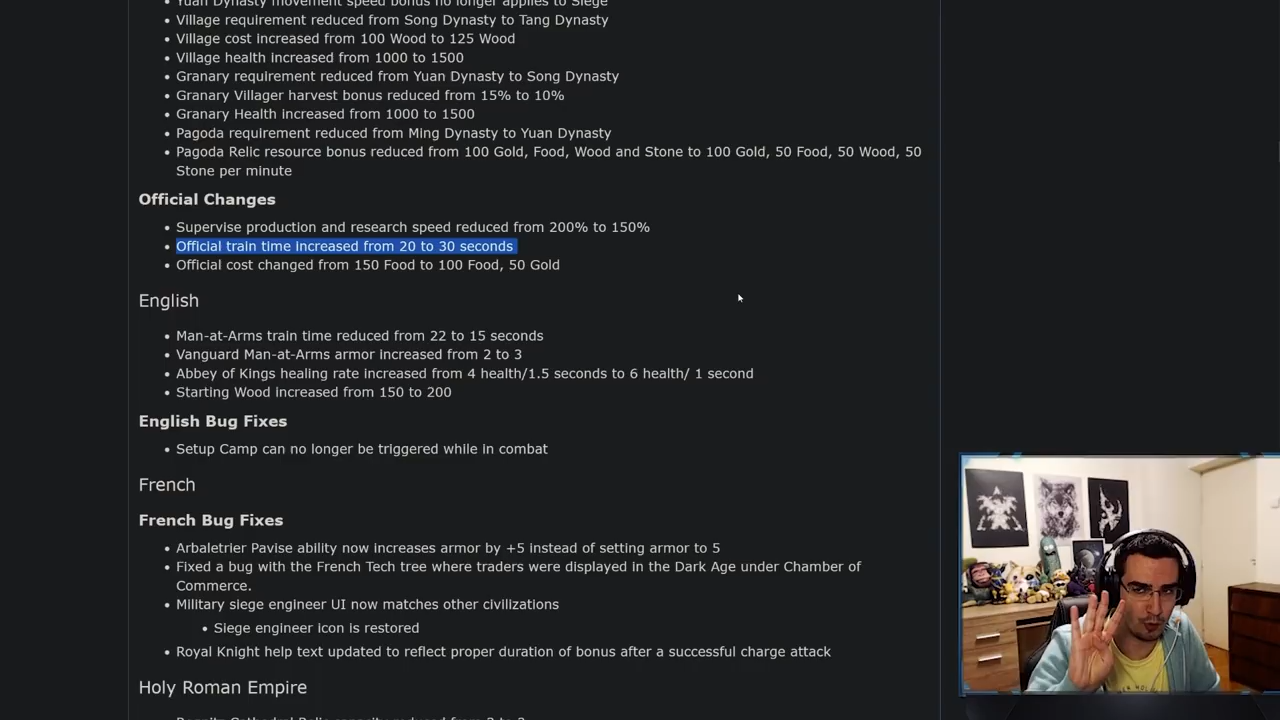 Yuan Dynasty movement speed bonus no longer applies to Siege
Village requirement reduced from Song Dynasty to Tang Dynasty
Village cost increased from 100 Wood to 125 Wood
Village health increased from 1000 to 1500
Granary requirement reduced from Yuan Dynasty to Song Dynasty
Granary Villager harvest bonus reduced from 15% to 10%
Granary Health increased from 1000 to 1500
Pagoda requirement reduced from Ming Dynasty to Yuan Dynasty
Pagoda Relic resource bonus reduced from 100 Gold, Food, Wood and Stone to 100 Gold, 50 Food, 50 Wood, 50
Stone per minute
Official Changes
Supervise production and research speed reduced from 200% to 150%
Official train time increased from 20 to 30 seconds
Official cost changed from 150 Food to 100 Food, 50 Gold
English
Man-at-Arms train time reduced from 22 to 15 seconds
Vanguard Man-at-Arms armor increased from 2 to 3
Abbey of Kings healing rate increased from 4 health/1.5 seconds to 6 health/ 1 second
Starting Wood increased from 150 to 200
English Bug Fixes
Setup Camp can no longer be triggered while in combat
French
French Bug Fixes
Arbaletrier Pavise ability now increases armor by +5 instead of setting armor to 5
Fixed a bug with the French Tech tree where traders were displayed in the Dark Age under Chamber of
Commerce.
Military siege engineer UI now matches other civilizations
Siege engineer icon is restored
Royal Knight help text updated to reflect proper duration of bonus after a successful charge attack
Holy Roman Empire